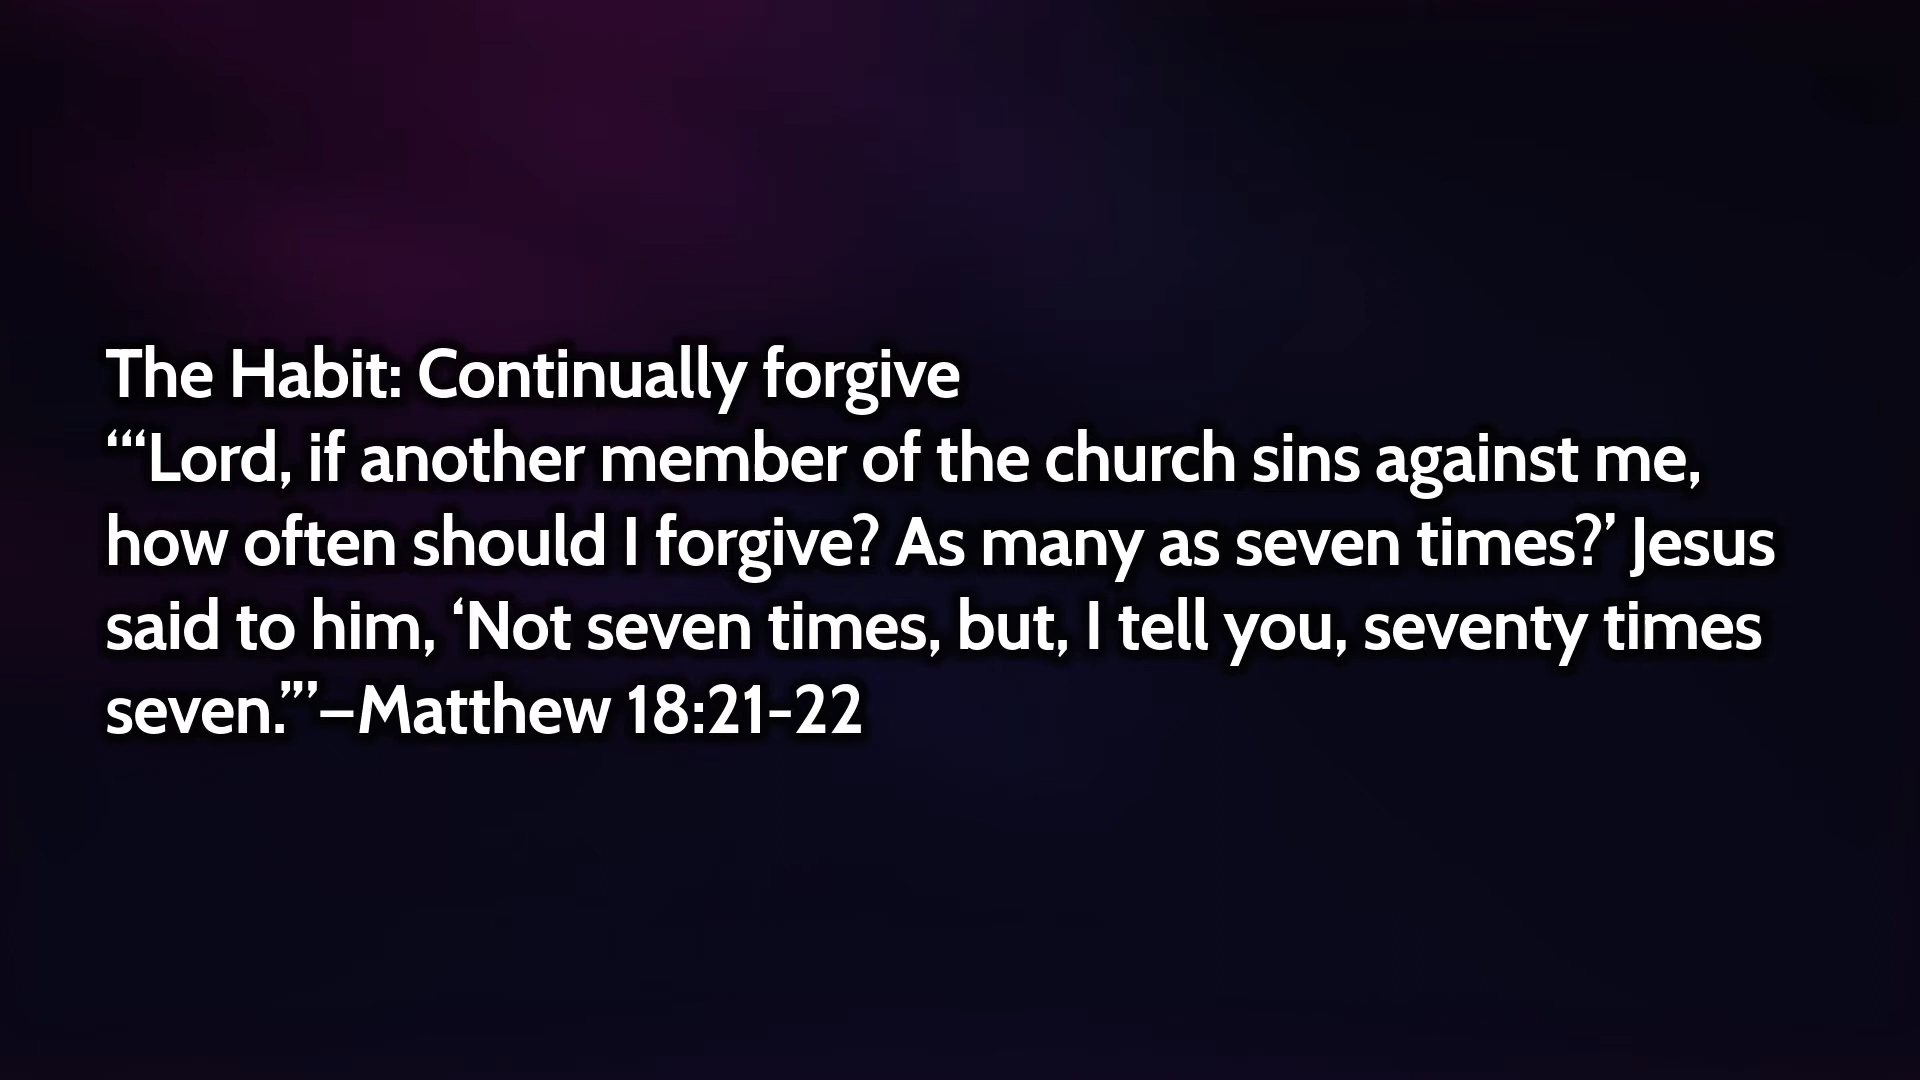 The Habit: Continually forgive
“‘“Lord, if another member of the church sins against me,
how often should I forgive? As many as seven times?’ Jesus
said to him, ‘Not seven times, but, I tell you, seventy times
seven.”’–Matthew 18:21-22